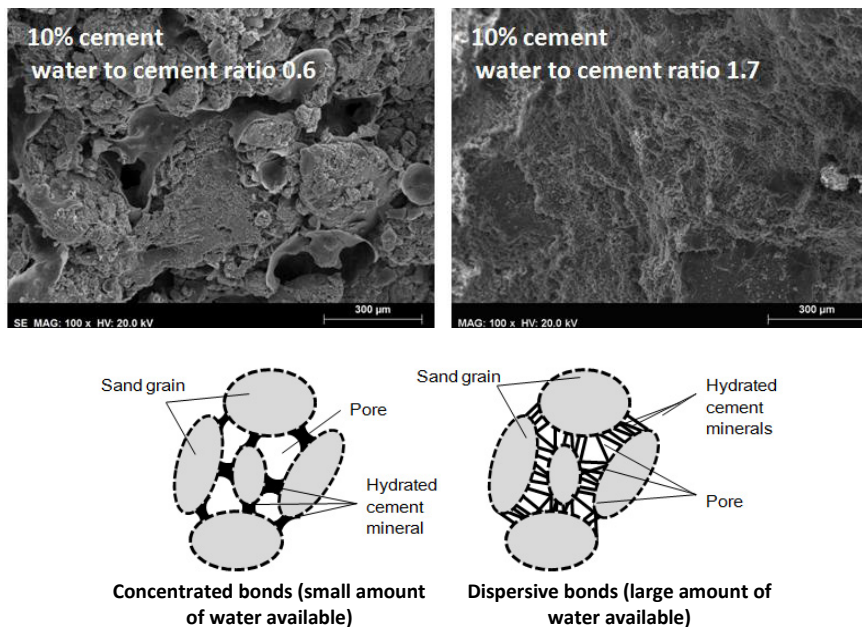 10% cement
water to cement ratio 0.6
SE MAG: 100 x HV: 20.0 kV
300 µm
10% cement
water to cement ratio 1.7
MAG: 100 x HV: 20.0 kV
300 µm
Sand grain
Pore
Hydrated
cement
mineral
Concentrated bonds (small amount
of water available)
Sand grain
Hydrated
cement
minerals
Pore
Dispersive bonds (large amount of
water available)